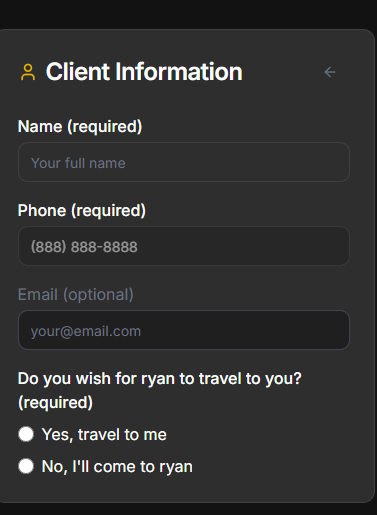 Client Information
Name (required)
Your full name
Phone (required)
(888) 888-8888
Email (optional)
your@email.com
Do you wish for ryan to travel to you?
(required)
Yes, travel to me
No, I'll come to ryan